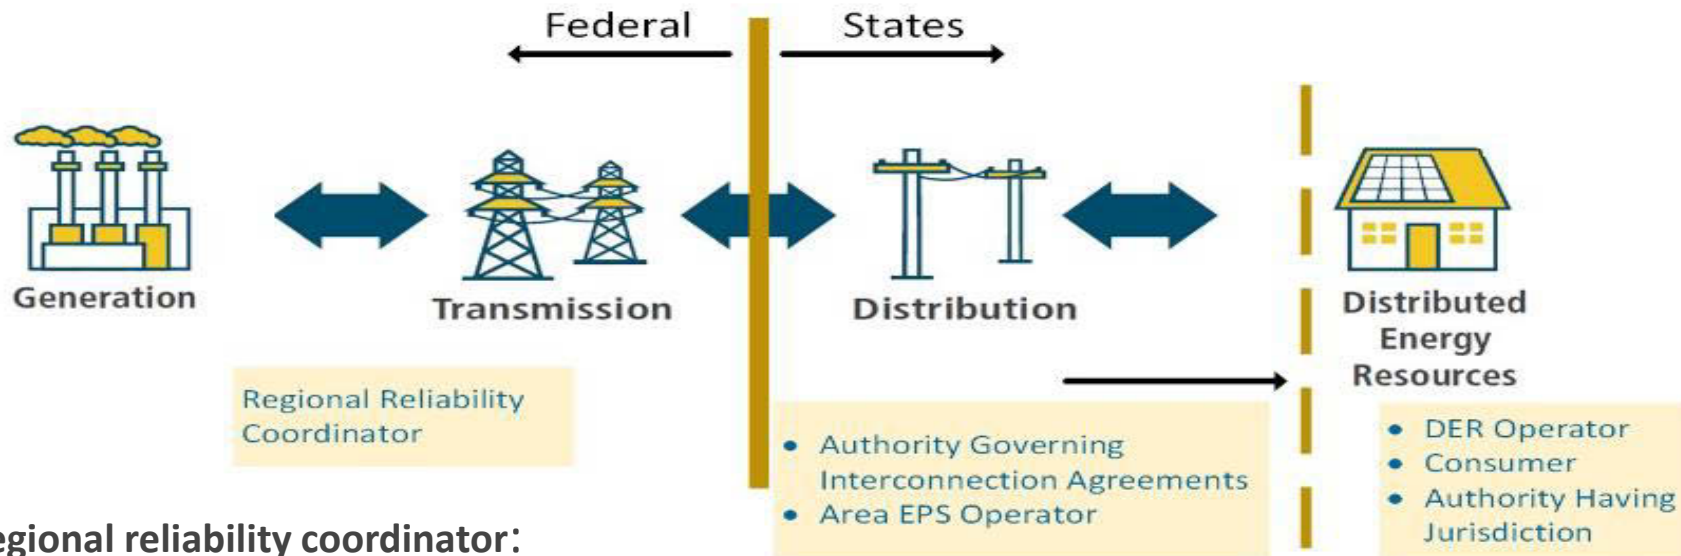 Federal
States
Generation
Transmission
Distribution
Distributed
Energy
Resources
Regional Reliability
Coordinator
• Authority Governing
Interconnection Agreements
• Area EPS Operator
• DER Operator
• Consumer
• Authority Having
Jurisdiction
egional reliability coordinator: